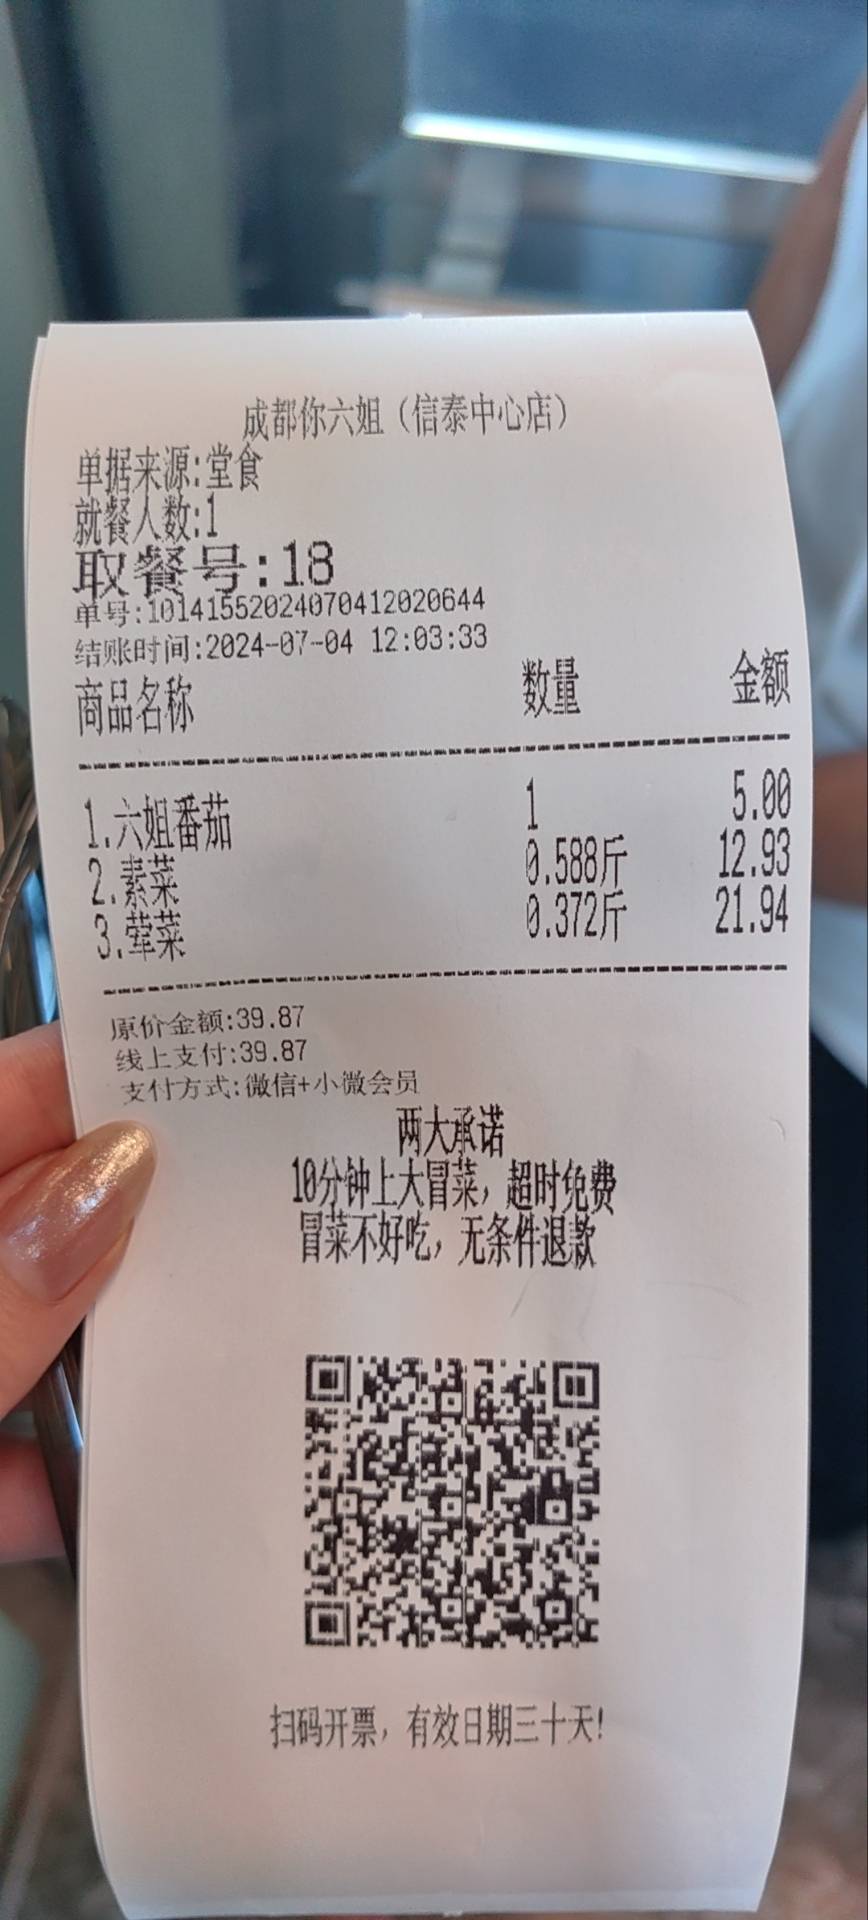 成都你六姐（信泰中心店）
单据来源:堂食
就餐人数:1
取餐号:18
单号:10141552024070412020644
结账时间:2024-07-04 12:03:33
商品名称 数量 金额
1.六姐番茄 1 5.00
2.素菜 0.588斤 12.93
3.荤菜 0.372斤 21.94
原价金额:39.87
线上支付:39.87
支付方式:微信+小微会员
两大承诺
10分钟上大冒菜，超时免费
冒菜不好吃，无条件退款
扫码开票，有效日期三十天!